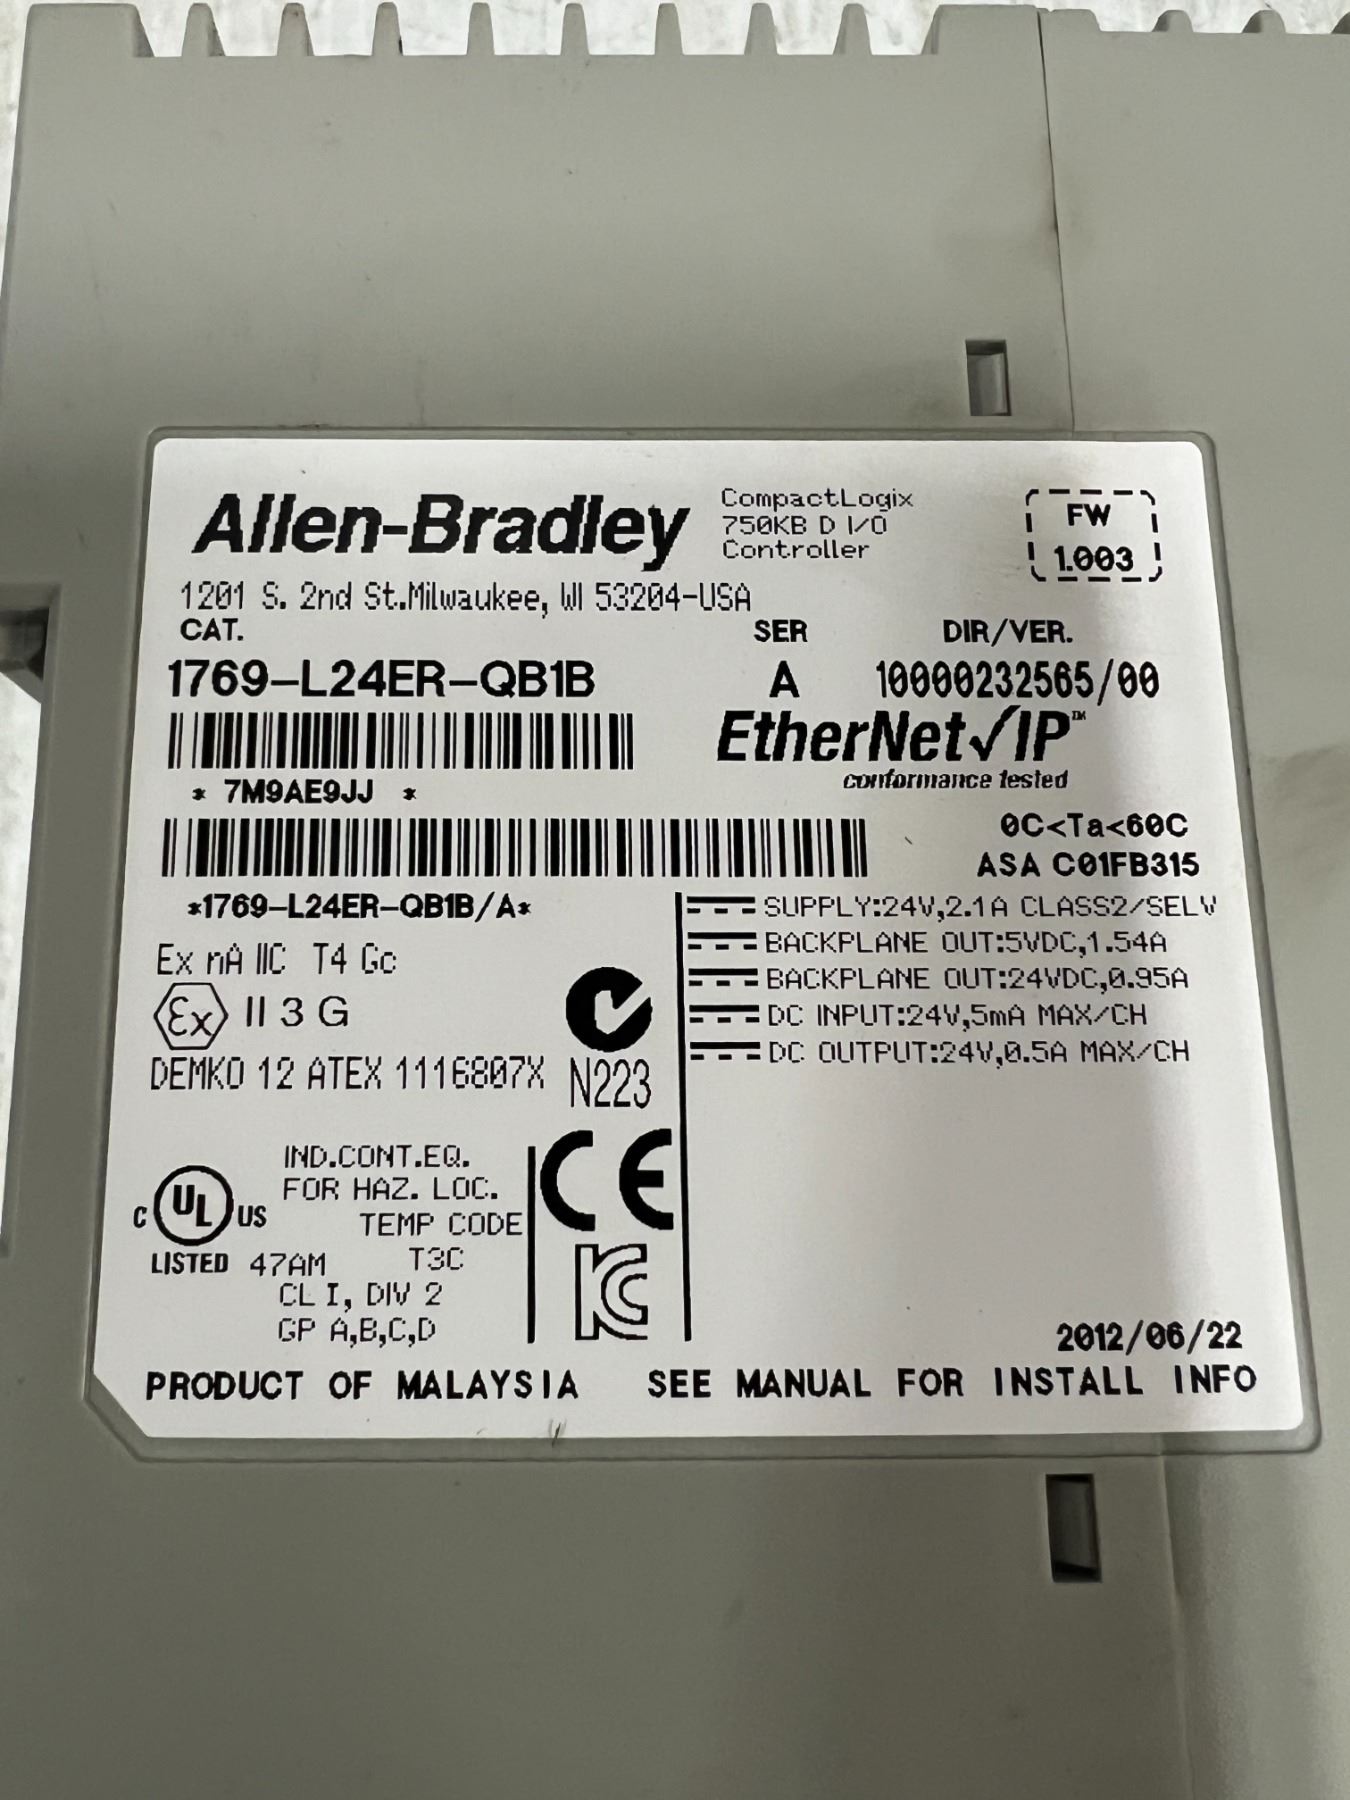 Allen-Bradley
CompactLogix
750KB D I/O
Controller
FW
1.003
1201 S. 2nd St.Milwaukee, WI 53204-USA
CAT. SER DIR/VER.
1769-L24ER-QB1B A 10000232565/00
EtherNet/IP™
conformance tested
* 7M9AE9JJ *
0C<Ta<60C
ASA C01FB315
*1769-L24ER-QB1B/A*
SUPPLY:24V,2.1A CLASS2/SELV
BACKPLANE OUT:5VDC,1.54A
BACKPLANE OUT:24VDC,0.95A
DC INPUT:24V,5mA MAX/CH
DC OUTPUT:24V,0.5A MAX/CH
Ex nA IIC T4 Gc
Ex II 3 G
DEMKO 12 ATEX 1116807X
N223
C UL US
LISTED 47AM
IND.CONT.EQ.
FOR HAZ. LOC.
TEMP CODE
T3C
CL I, DIV 2
GP A,B,C,D
CE
KC
2012/06/22
PRODUCT OF MALAYSIA SEE MANUAL FOR INSTALL INFO